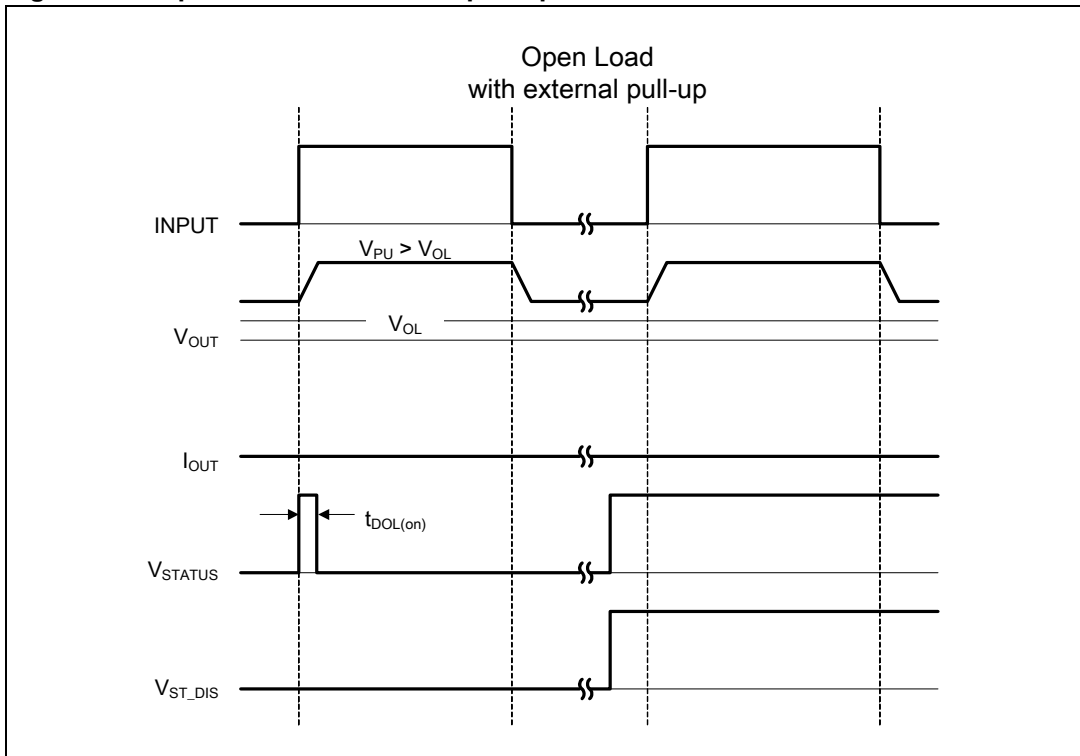 Open Load
with external pull-up
INPUT
V_PU > V_OL
V_OL
V_OUT
I_OUT
t_DOL(on)
V_STATUS
V_ST_DIS